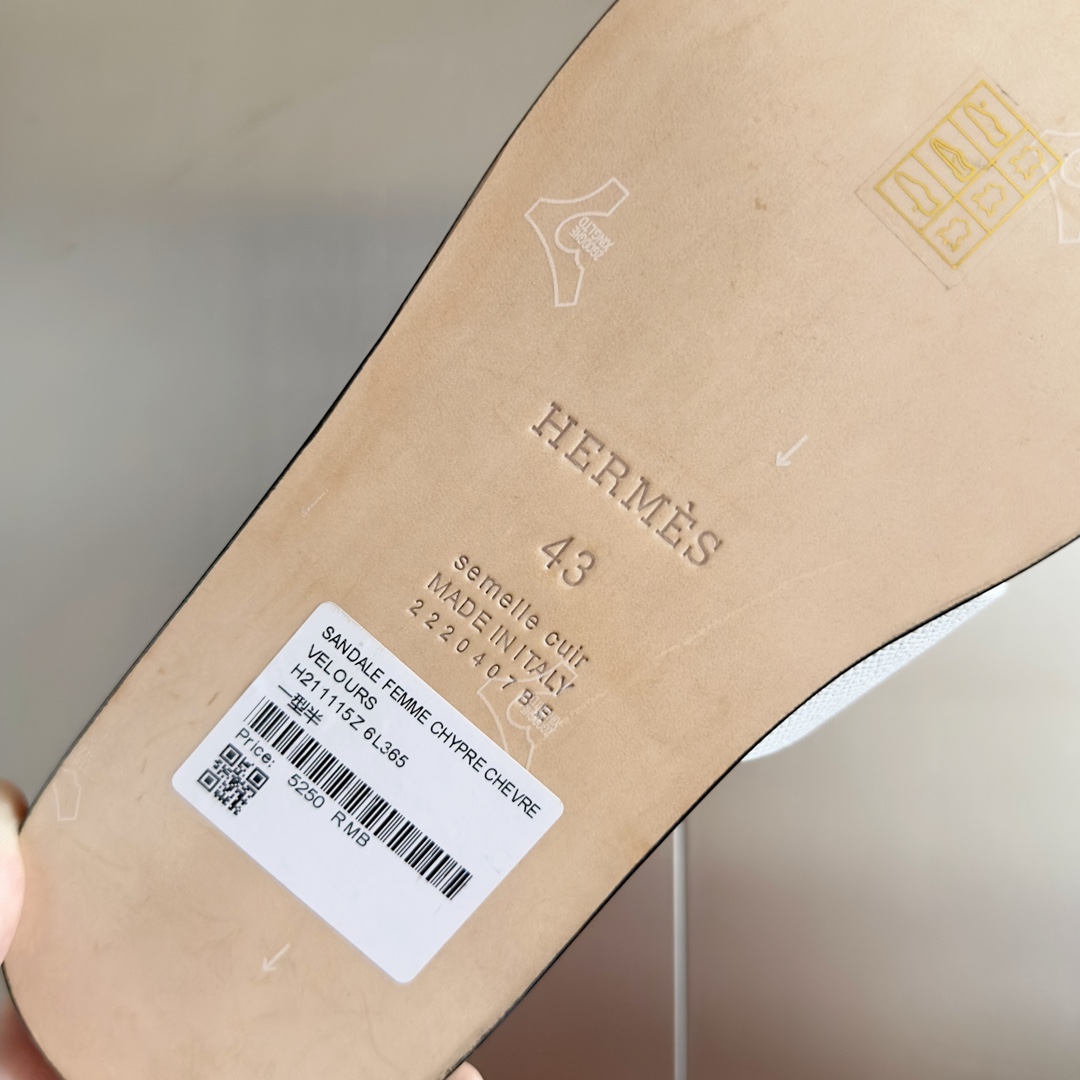 HERMÈS
43
semelle cuir
MADE IN ITALY
2220407BE
SANDALE FEMME CHYPRE CHEVRE
VELOURS
H211115Z 6L365
一型半
Price: 5250 RMB